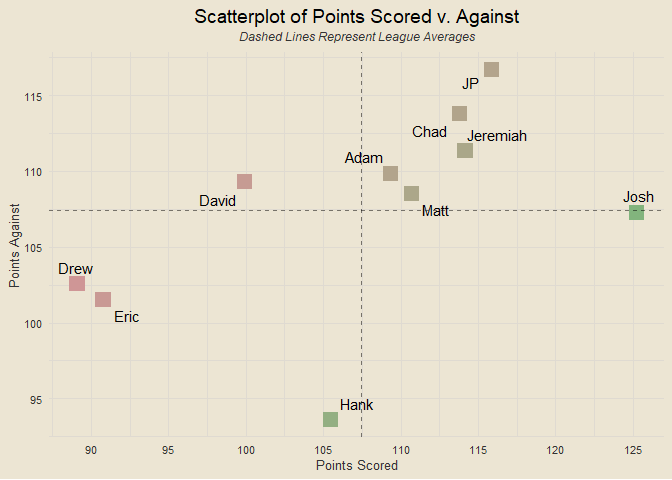 Scatterplot of Points Scored v. Against
Dashed Lines Represent League Averages
JP
115
Chad
Jeremiah
Adam
110
David
Matt
Josh
Points Against
105
Drew
Eric
100
Hank
95
90 95 100 105 110 115 120 125
Points Scored